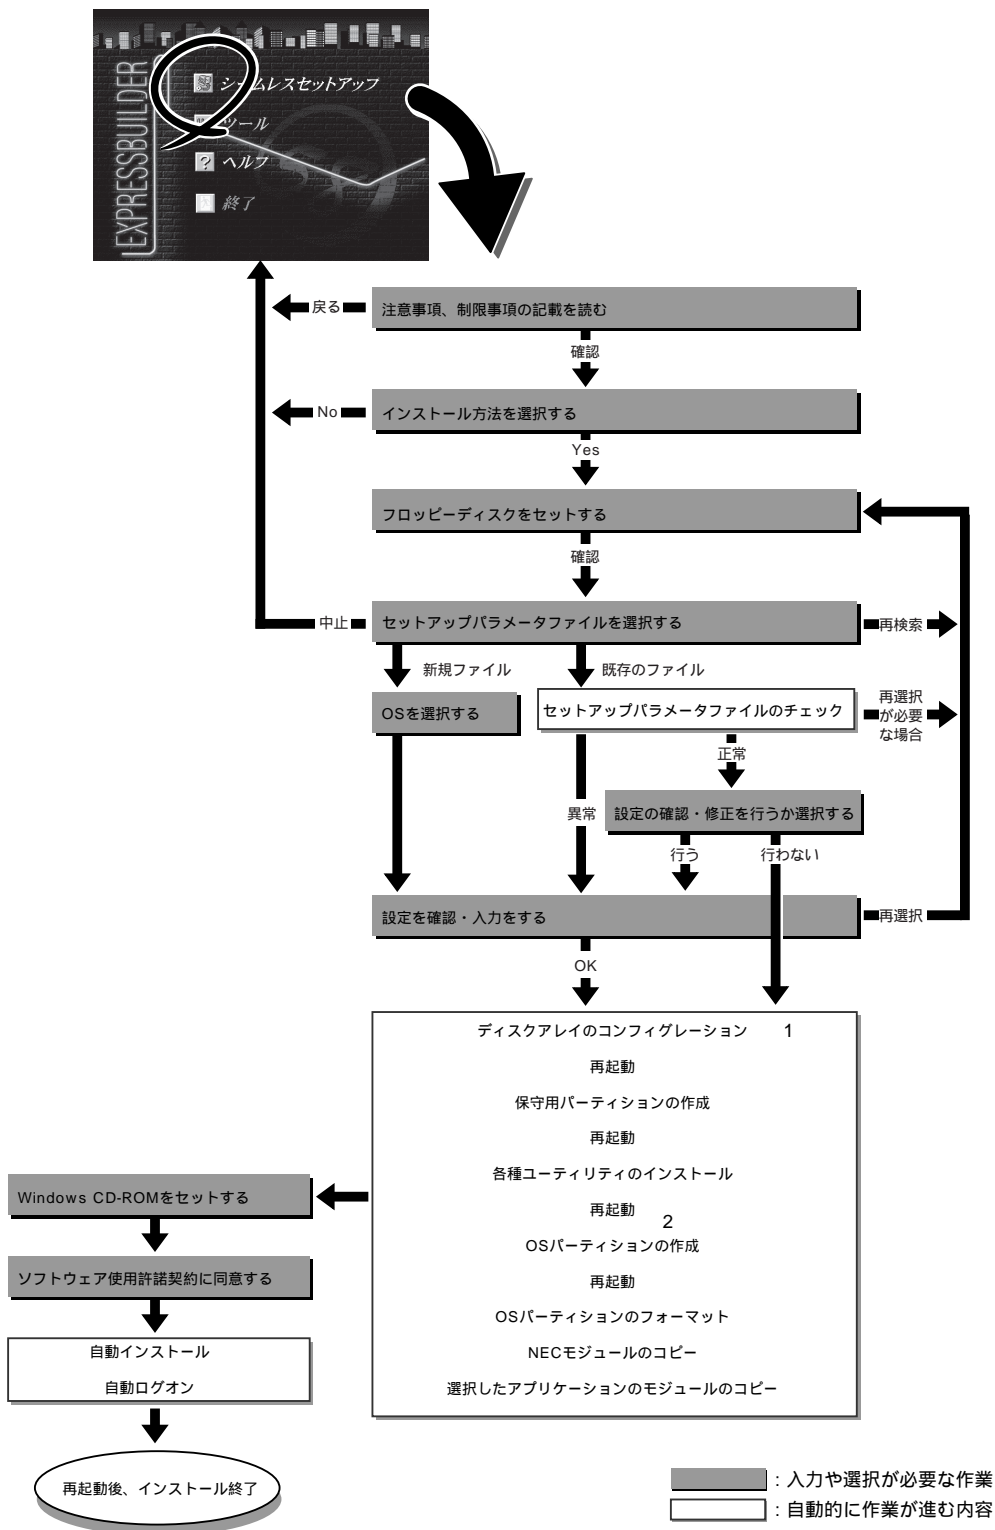 EXPRESSBUILDER
シームレスセットアップ
ツール
ヘルプ
終了
戻る
注意事項、制限事項の記載を読む
確認
No
インストール方法を選択する
Yes
フロッピーディスクをセットする
確認
中止
セットアップパラメータファイルを選択する
再検索
新規ファイル
既存のファイル
OSを選択する
セットアップパラメータファイルのチェック
再選択
が必要
な場合
正常
異常
設定の確認・修正を行うか選択する
行う
行わない
設定を確認・入力をする
再選択
OK
ディスクアレイのコンフィグレーション 1
再起動
保守用パーティションの作成
再起動
各種ユーティリティのインストール
再起動
2
OSパーティションの作成
再起動
OSパーティションのフォーマット
NECモジュールのコピー
選択したアプリケーションのモジュールのコピー
Windows CD-ROMをセットする
ソフトウェア使用許諾契約に同意する
自動インストール
自動ログオン
再起動後、インストール終了
：入力や選択が必要な作業
：自動的に作業が進む内容